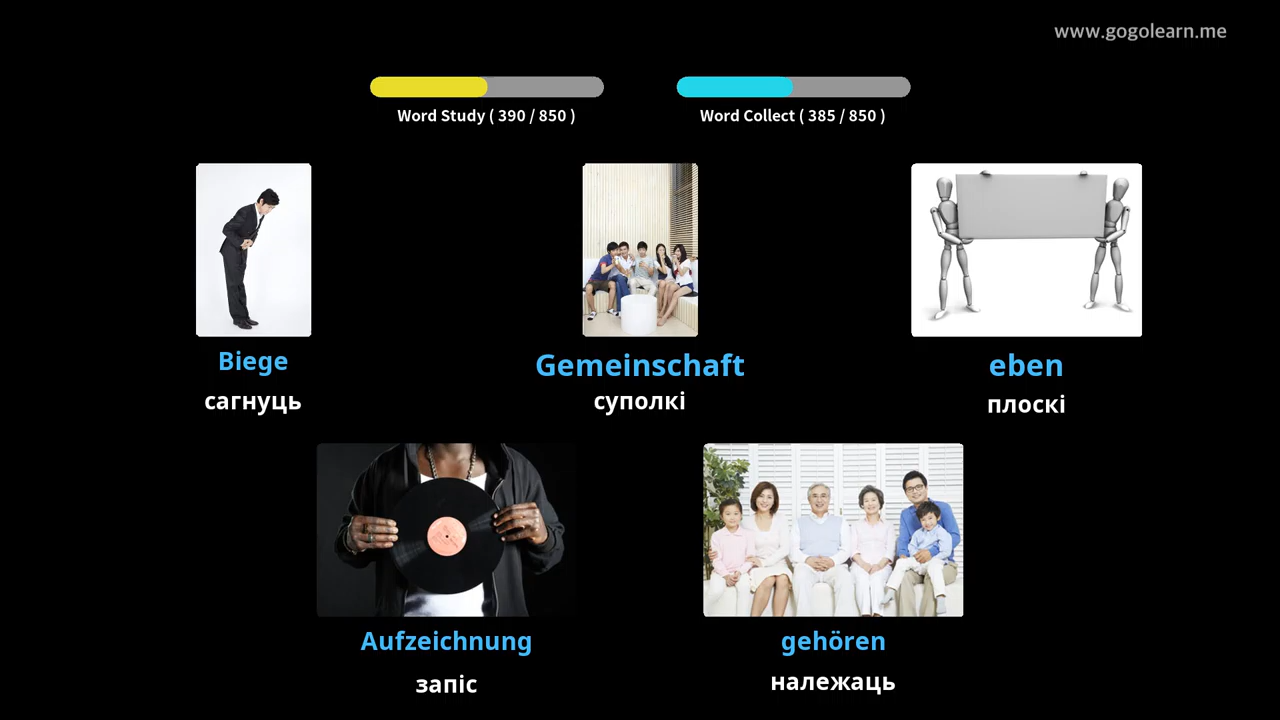 www.gogolearn.me
Word Study ( 390 / 850 )
Word Collect ( 385 / 850 )
Biege
сагнуць
Gemeinschaft
суполкі
eben
плоскі
Aufzeichnung
запіс
gehören
належаць